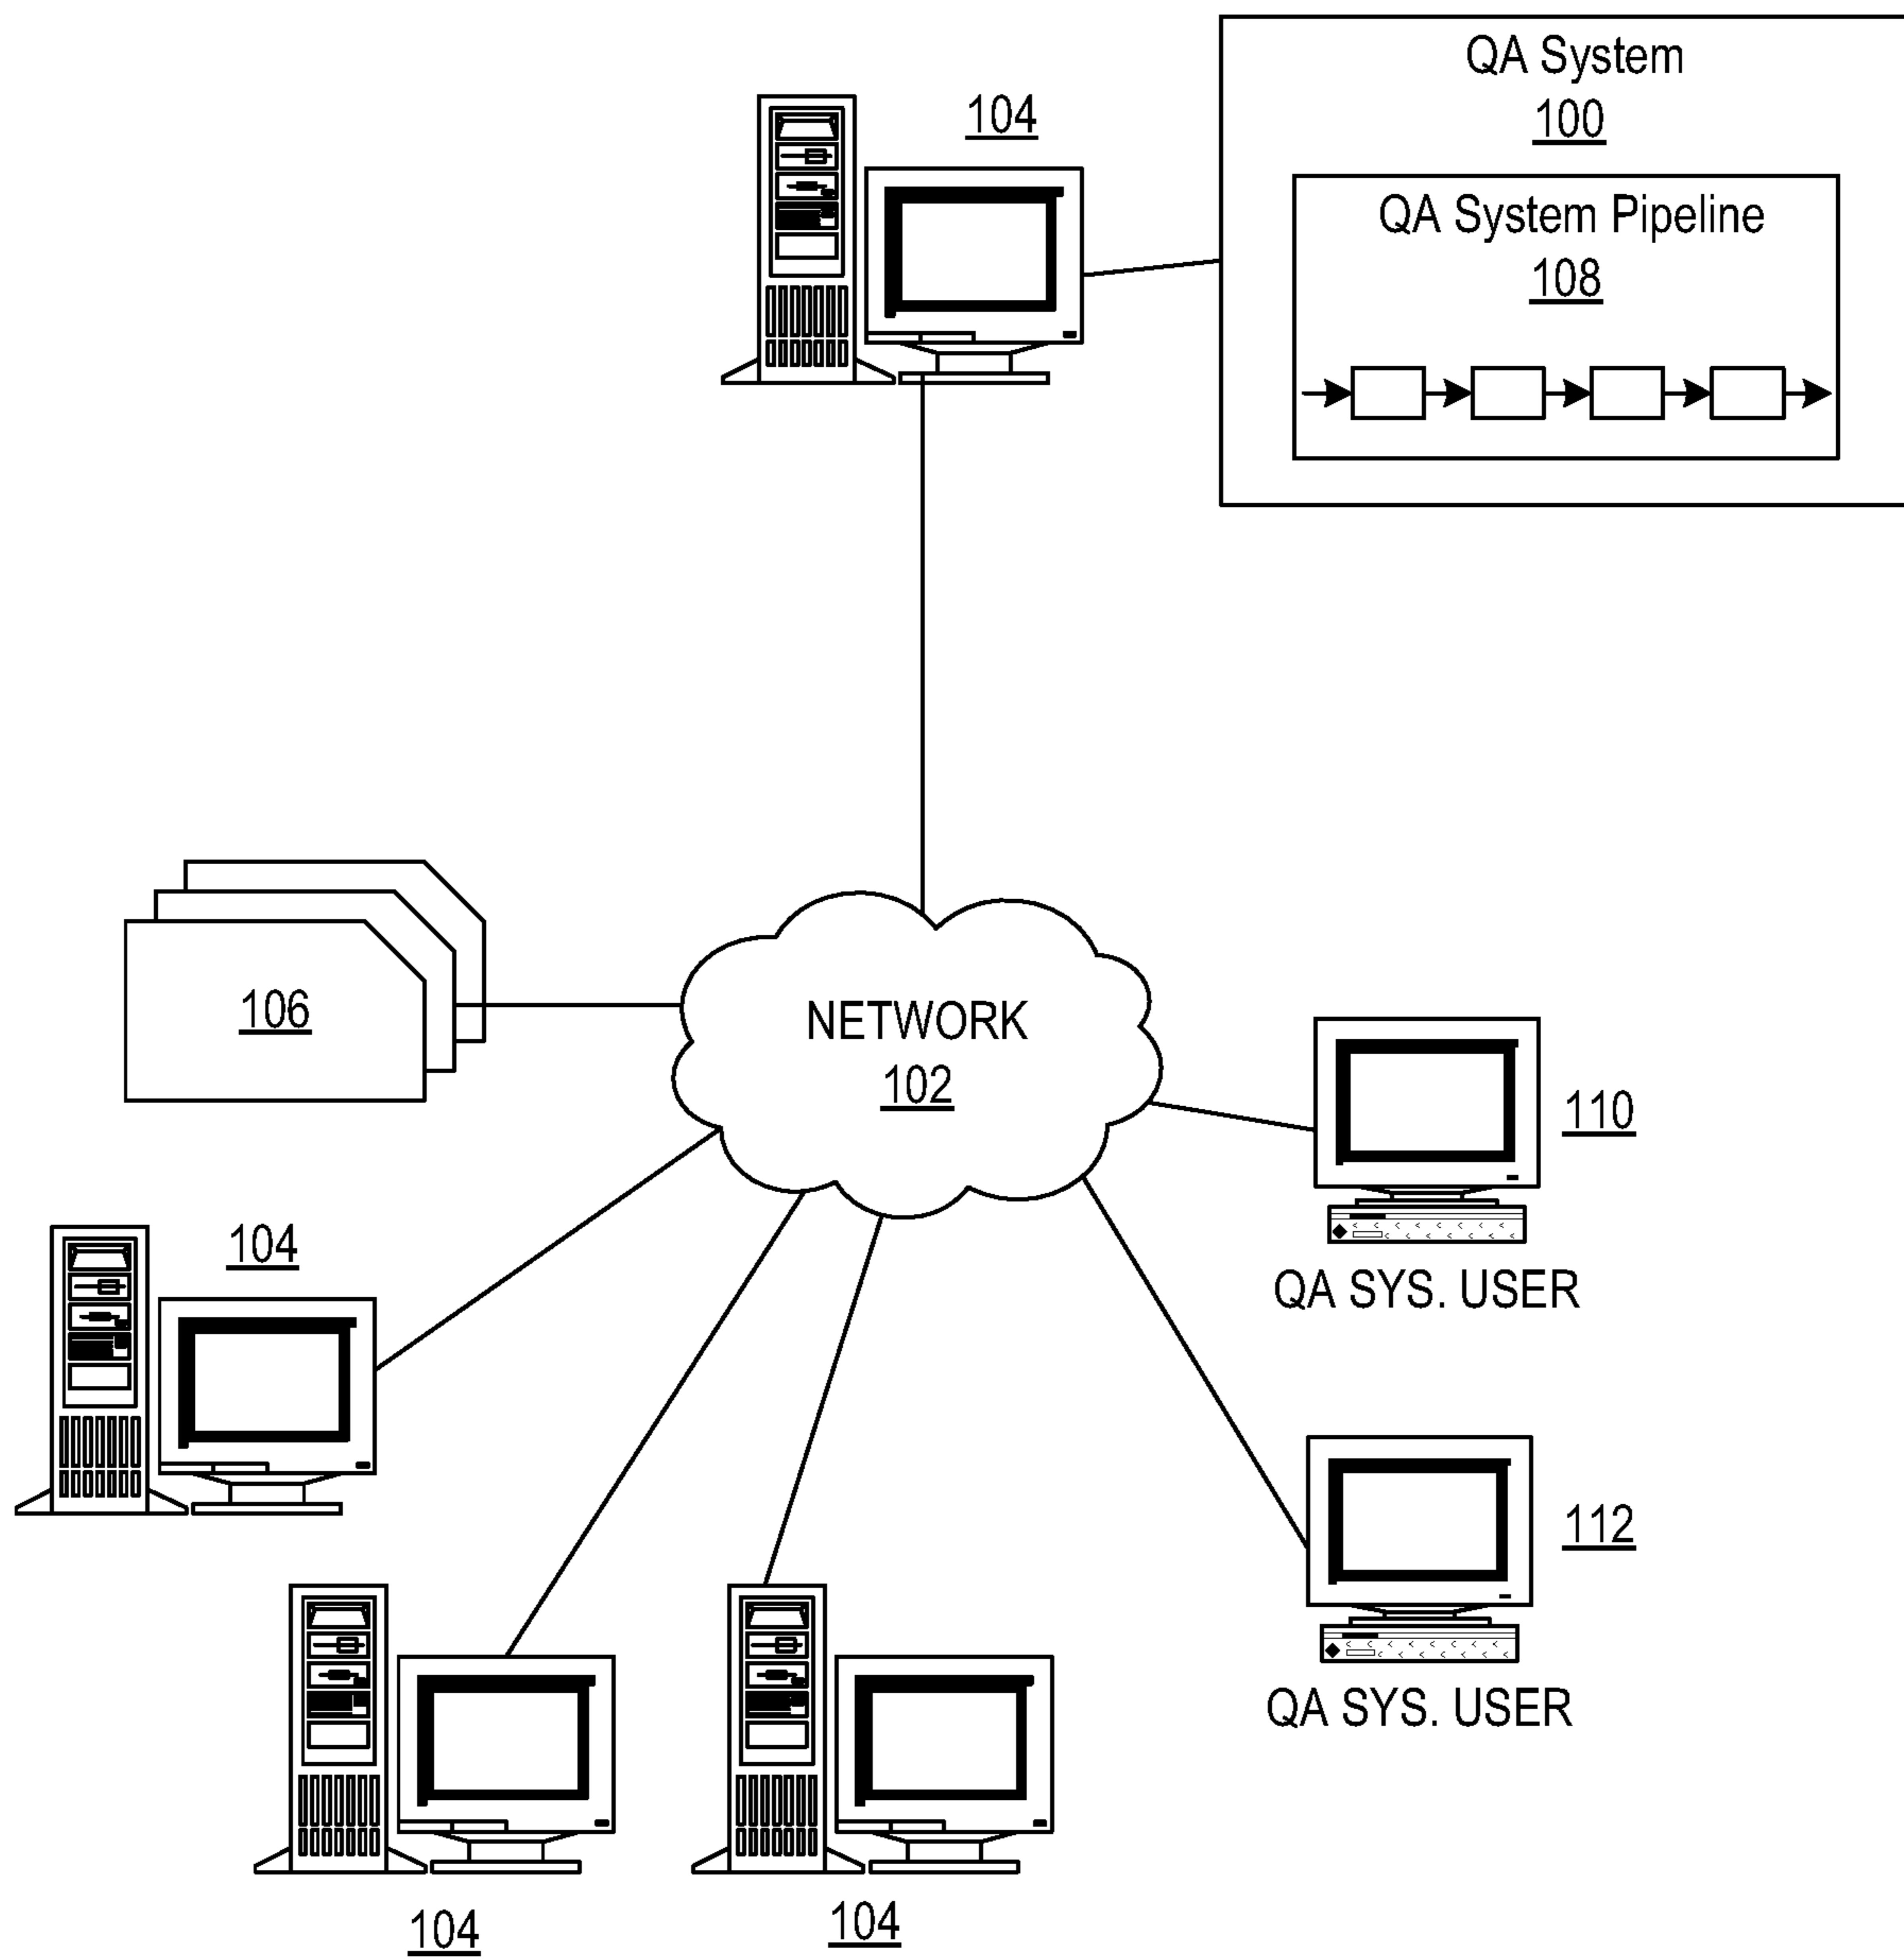 QA System
100
104
QA System Pipeline
108
106
NETWORK
102
110
QA SYS. USER
104
112
QA SYS. USER
104
104